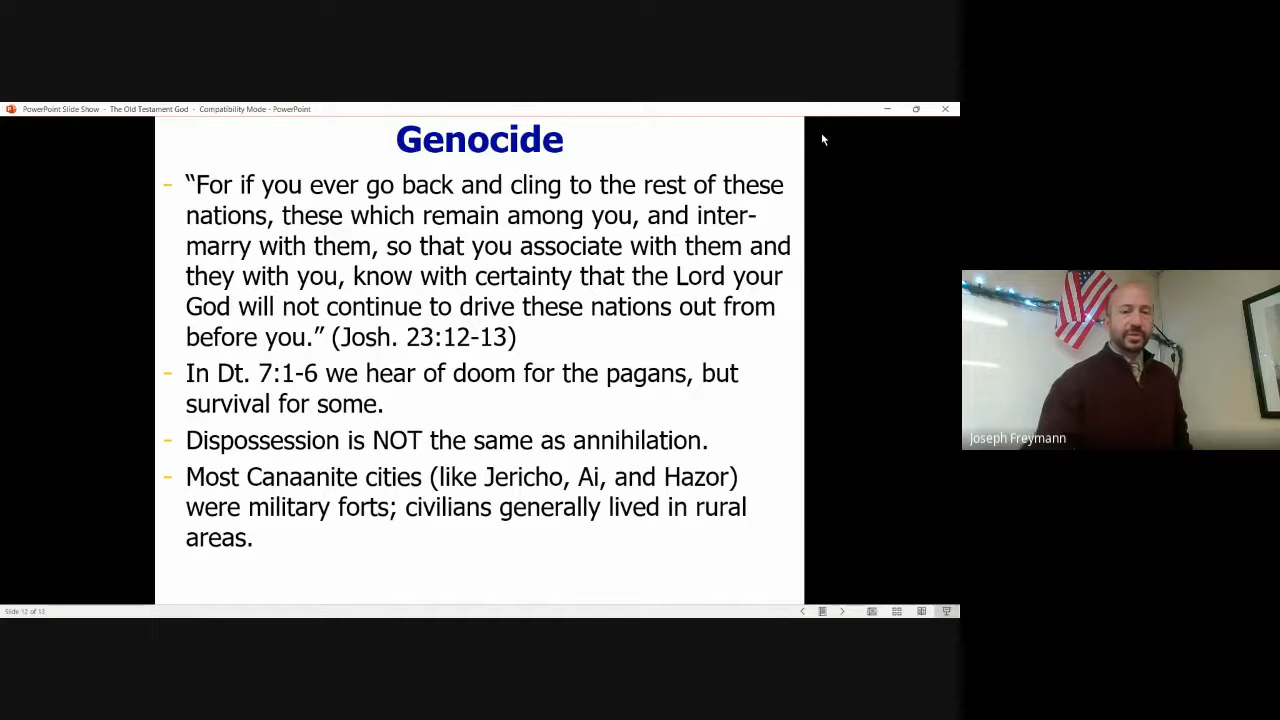 PowerPoint Slide Show - The Old Testament God - Compatibility Mode - PowerPoint
Genocide
- “For if you ever go back and cling to the rest of these
nations, these which remain among you, and inter-
marry with them, so that you associate with them and
they with you, know with certainty that the Lord your
God will not continue to drive these nations out from
before you.” (Josh. 23:12-13)
- In Dt. 7:1-6 we hear of doom for the pagans, but
survival for some.
- Dispossession is NOT the same as annihilation.
- Most Canaanite cities (like Jericho, Ai, and Hazor)
were military forts; civilians generally lived in rural
areas.
Joseph Freymann
Slide 12 of 13